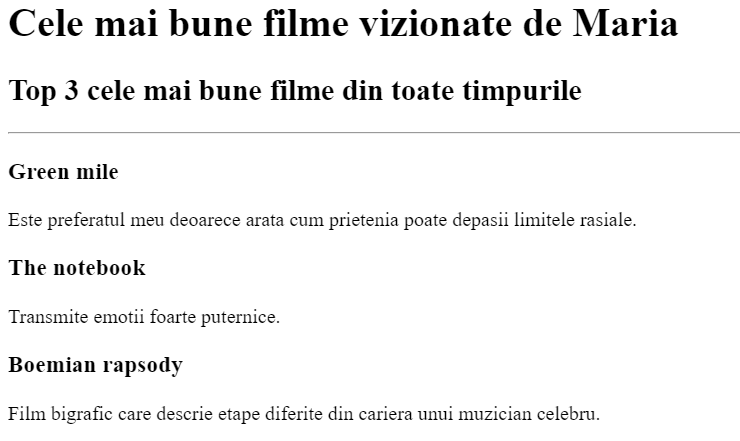 Cele mai bune filme vizionate de Maria
Top 3 cele mai bune filme din toate timpurile
Green mile
Este preferatul meu deoarece arata cum prietenia poate depasii limitele rasiale.
The notebook
Transmite emotii foarte puternice.
Boemian rapsody
Film bigrafic care descrie etape diferite din cariera unui muzician celebru.